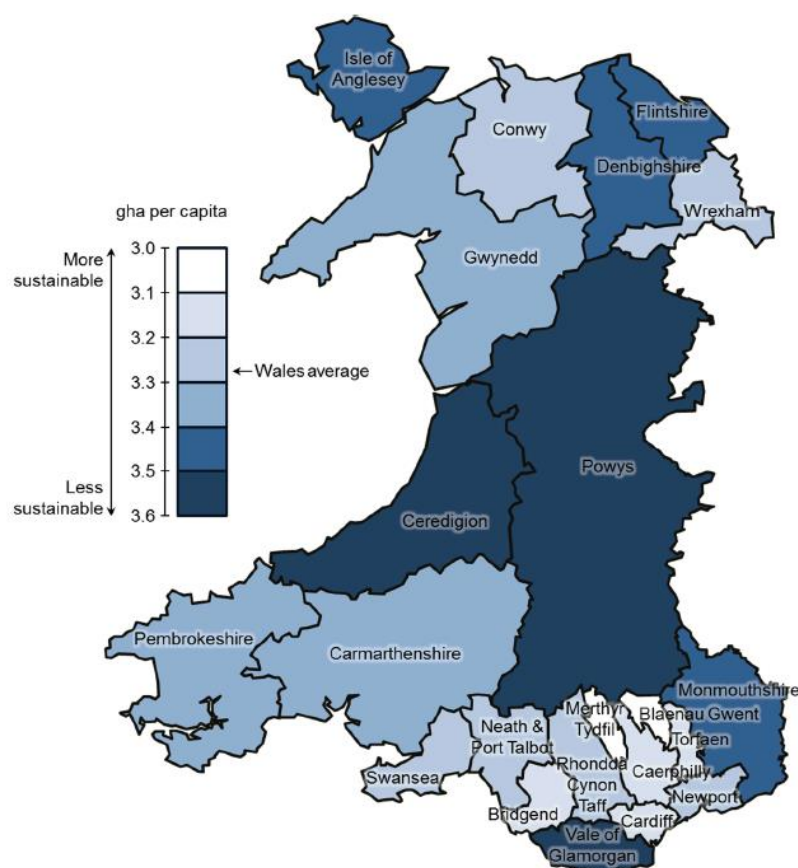 Isle of
Anglesey
Flintshire
Conwy
Denbighshire
Wrexham
gha per capita
More
sustainable
3.0
3.1
3.2
Wales average
3.3
3.4
3.5
Less
sustainable
3.6
Gwynedd
Powys
Ceredigion
Pembrokeshire
Carmarthenshire
Monmouthshire
Merthyr
Tydfil
Blaenau Gwent
Neath &
Port Talbot
Torfaen
Rhondda
Cynon
Taff
Caerphilly
Swansea
Newport
Bridgend
Cardiff
Vale of
Glamorgan